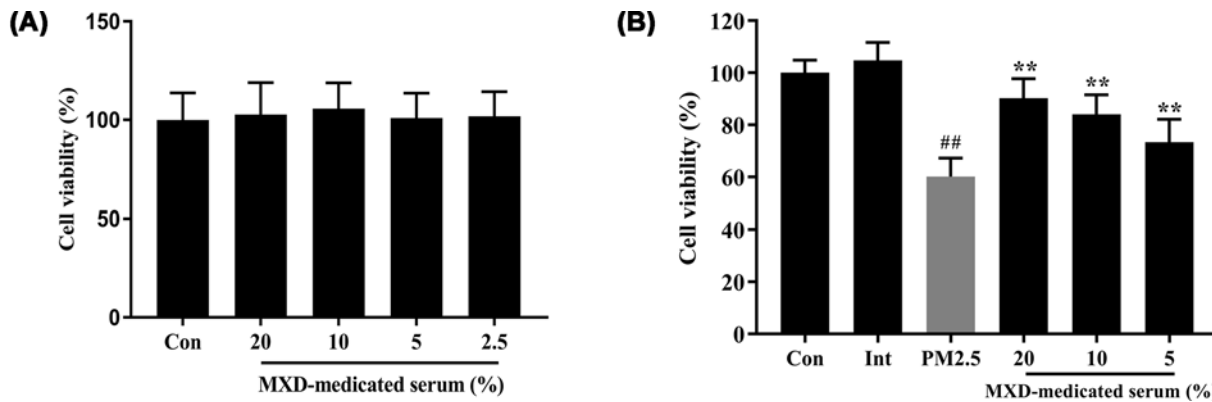 (A)
150
100
50
0
Cell viability (%)
Con 20 10 5 2.5
MXD-medicated serum (%)
(B)
120
100
80
60
40
20
0
Cell viability (%)
##
** ** **
Con Int PM2.5 20 10 5
MXD-medicated serum (%